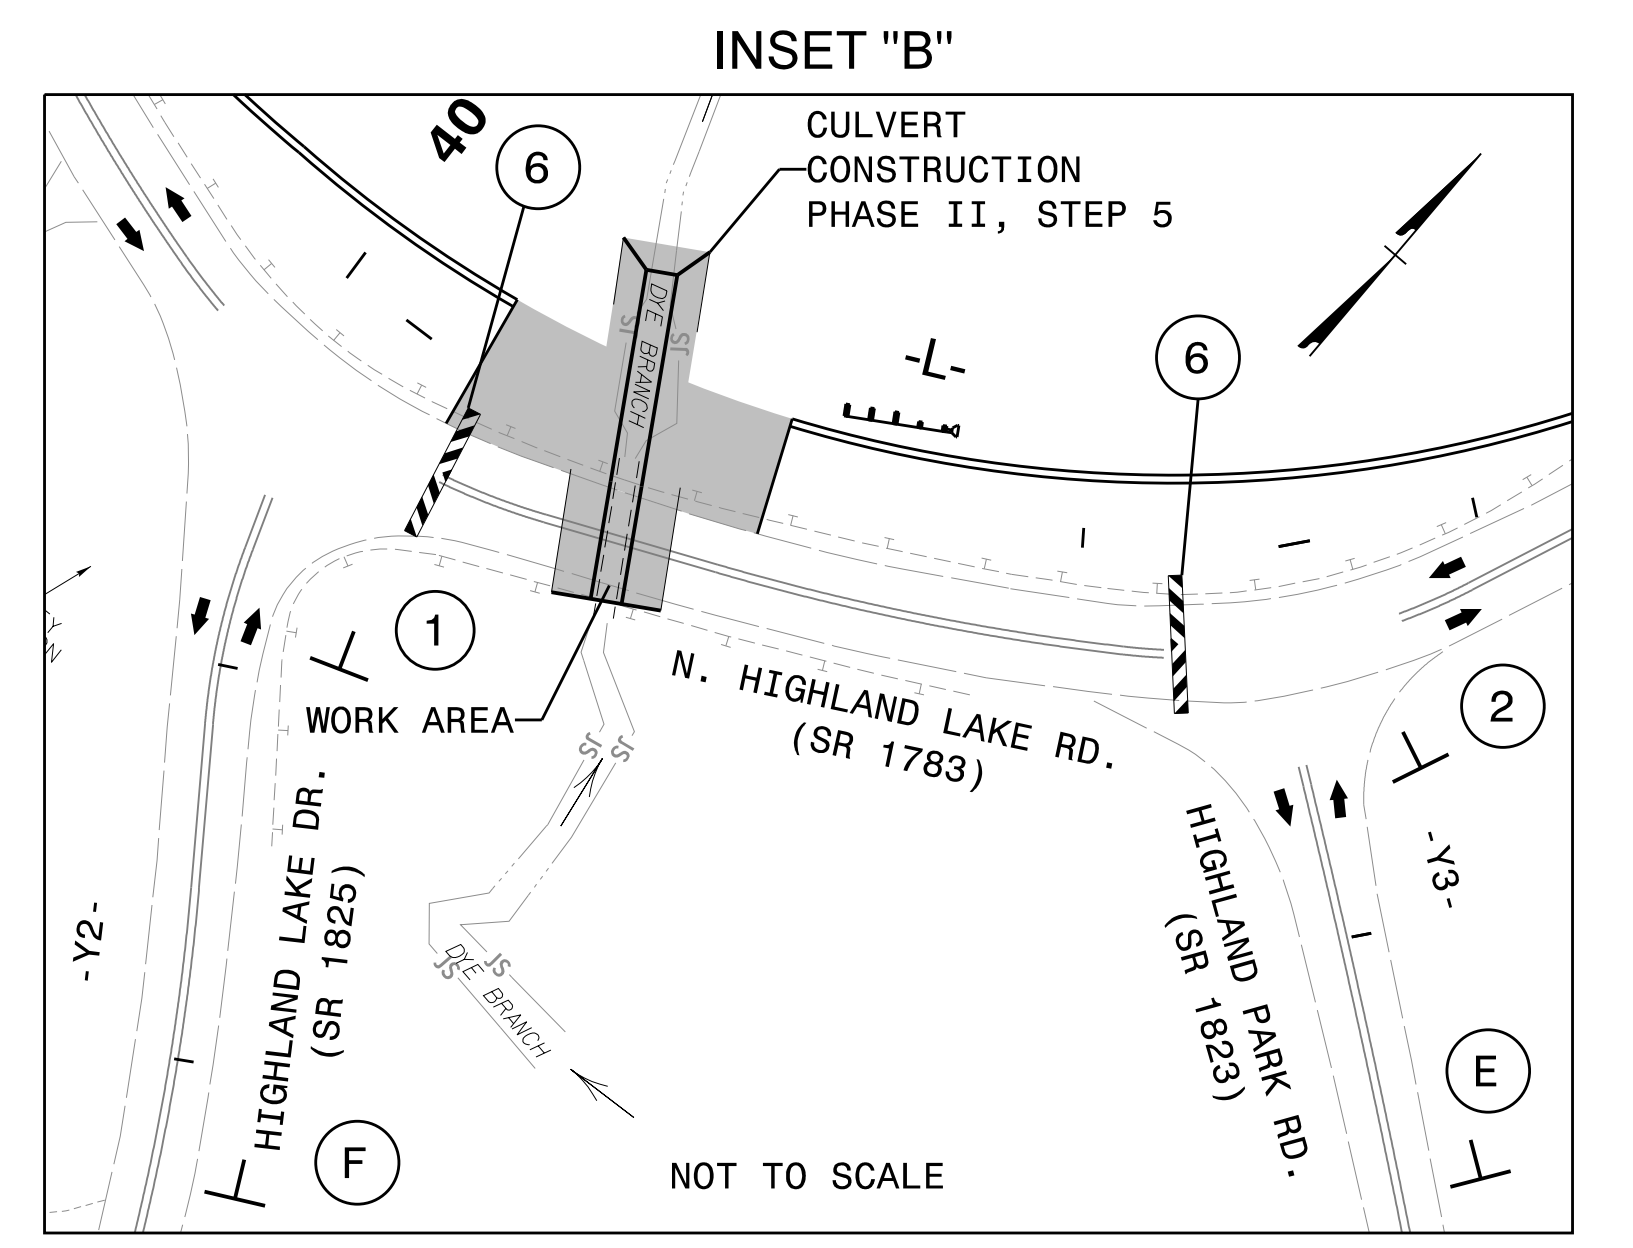 INSET "B"
40
6
CULVERT
CONSTRUCTION
PHASE II, STEP 5
-L-
6
DYE BRANCH
JS
JS
1
WORK AREA
N. HIGHLAND LAKE RD.
(SR 1783)
2
JS
JS
HIGHLAND LAKE DR.
(SR 1825)
-Y2-
HIGHLAND PARK RD.
(SR 1823)
-Y3-
JS
JS
DYE BRANCH
E
F
NOT TO SCALE